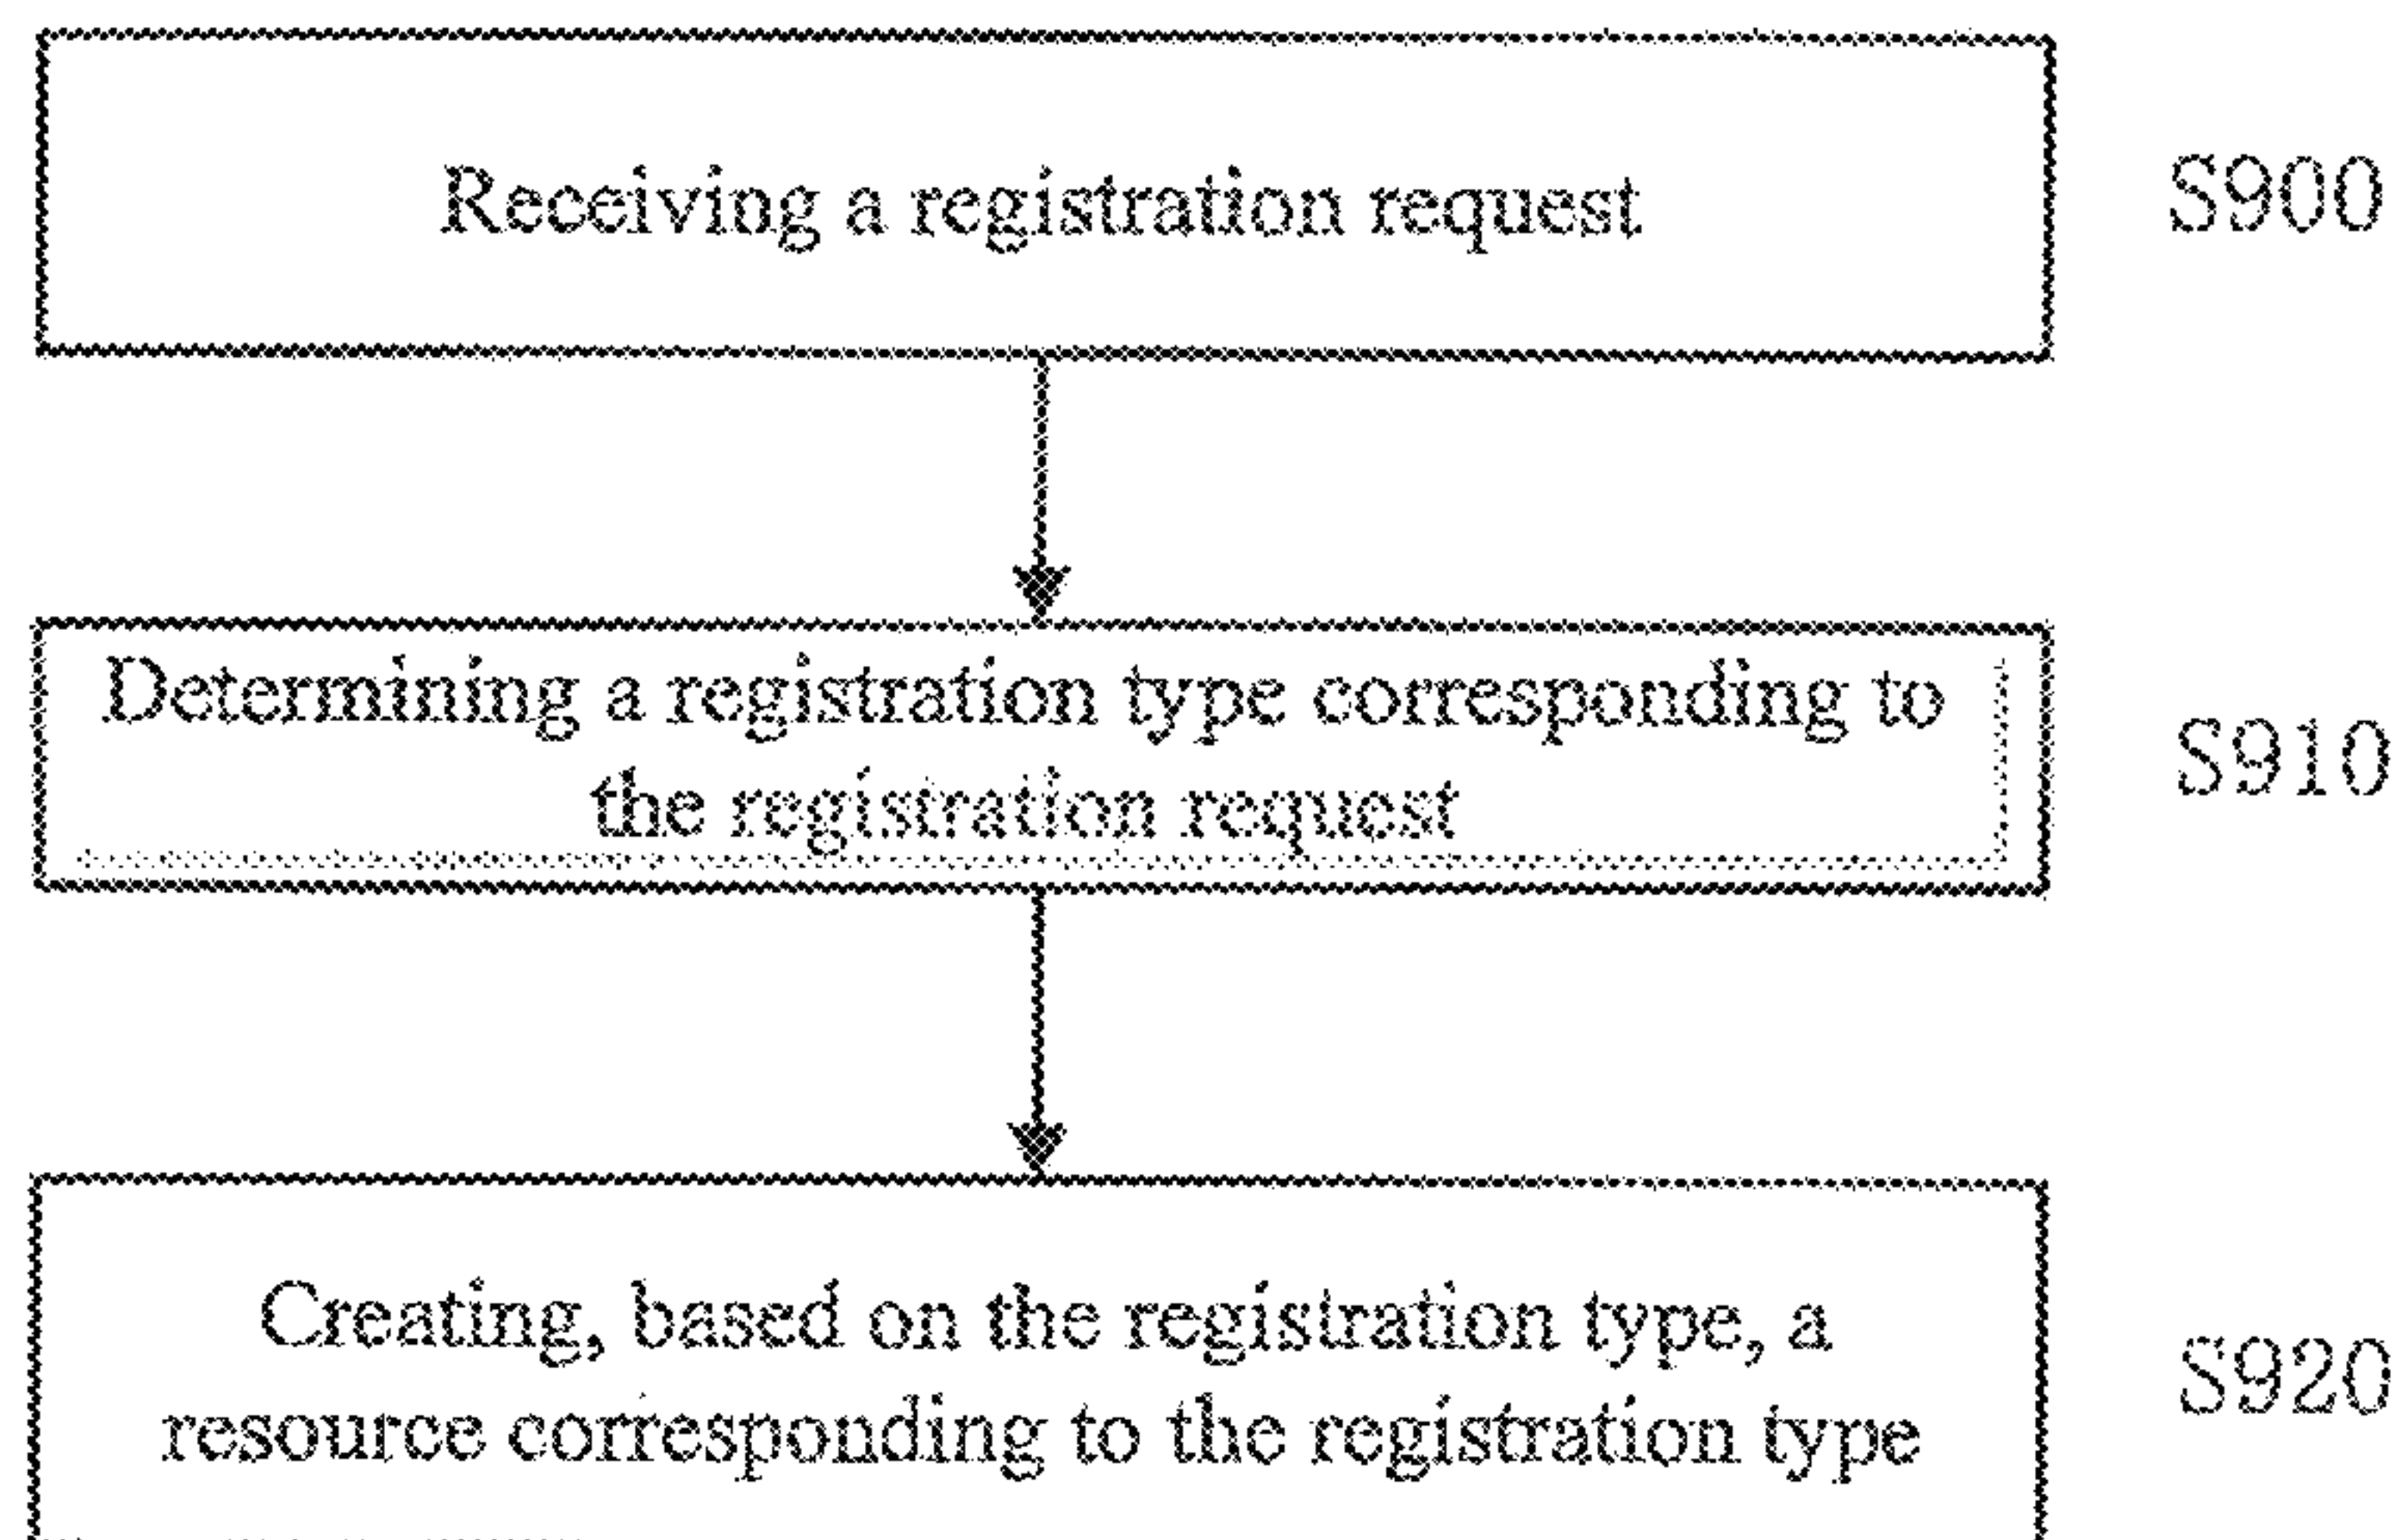 Receiving a registration request
S900
Determining a registration type corresponding to
the registration request
S910
Creating, based on the registration type, a
resource corresponding to the registration type
S920